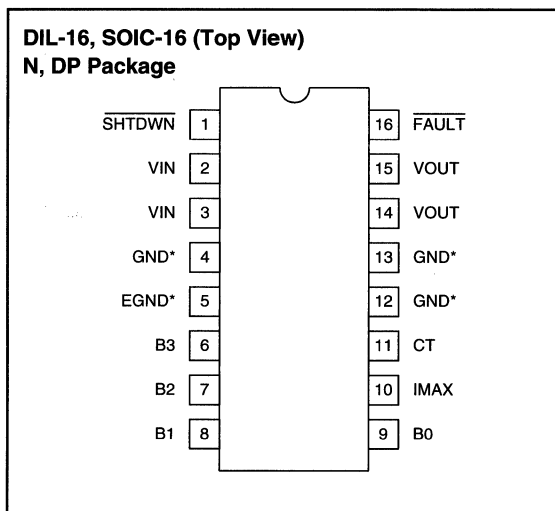 DIL-16, SOIC-16 (Top View)
N, DP Package
SHTDWN 1 16 FAULT
VIN 2 15 VOUT
VIN 3 14 VOUT
GND* 4 13 GND*
EGND* 5 12 GND*
B3 6 11 CT
B2 7 10 IMAX
B1 8 9 B0